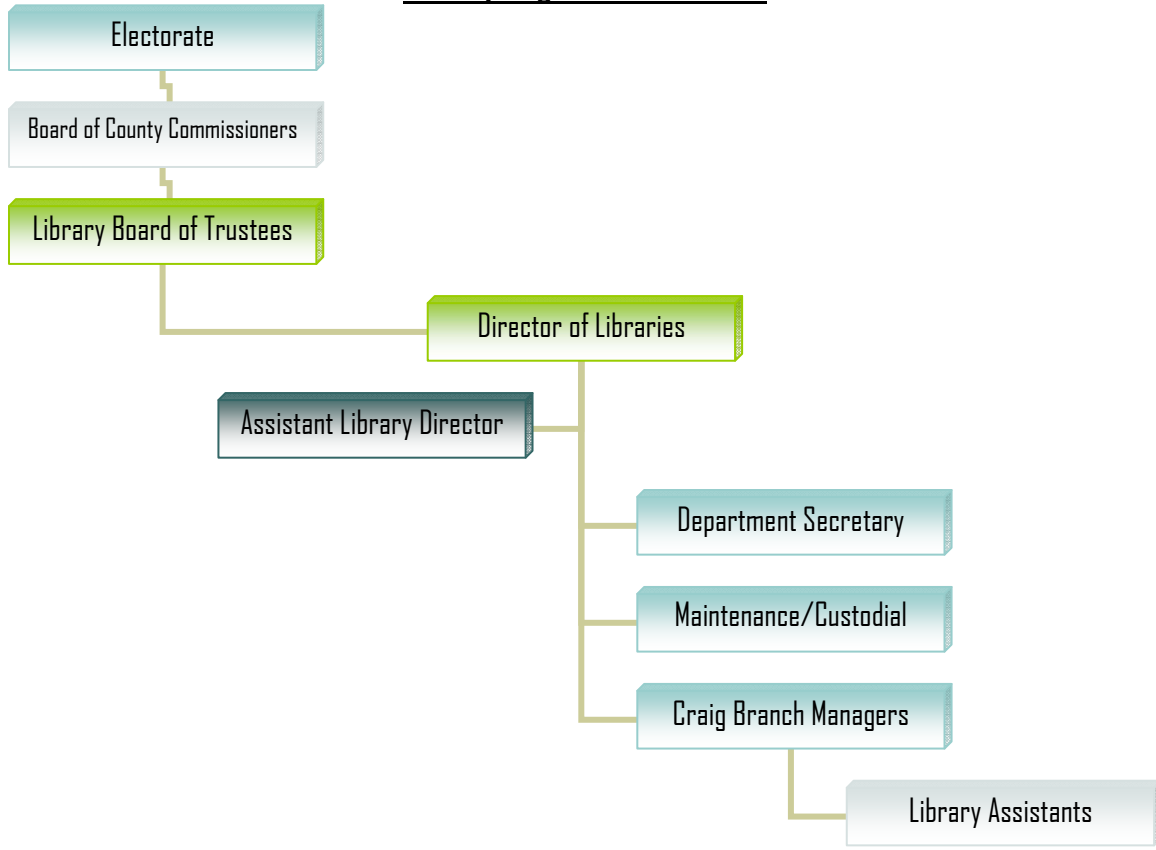 Electorate
Board of County Commissioners
Library Board of Trustees
Director of Libraries
Assistant Library Director
Department Secretary
Maintenance/Custodial
Craig Branch Managers
Library Assistants